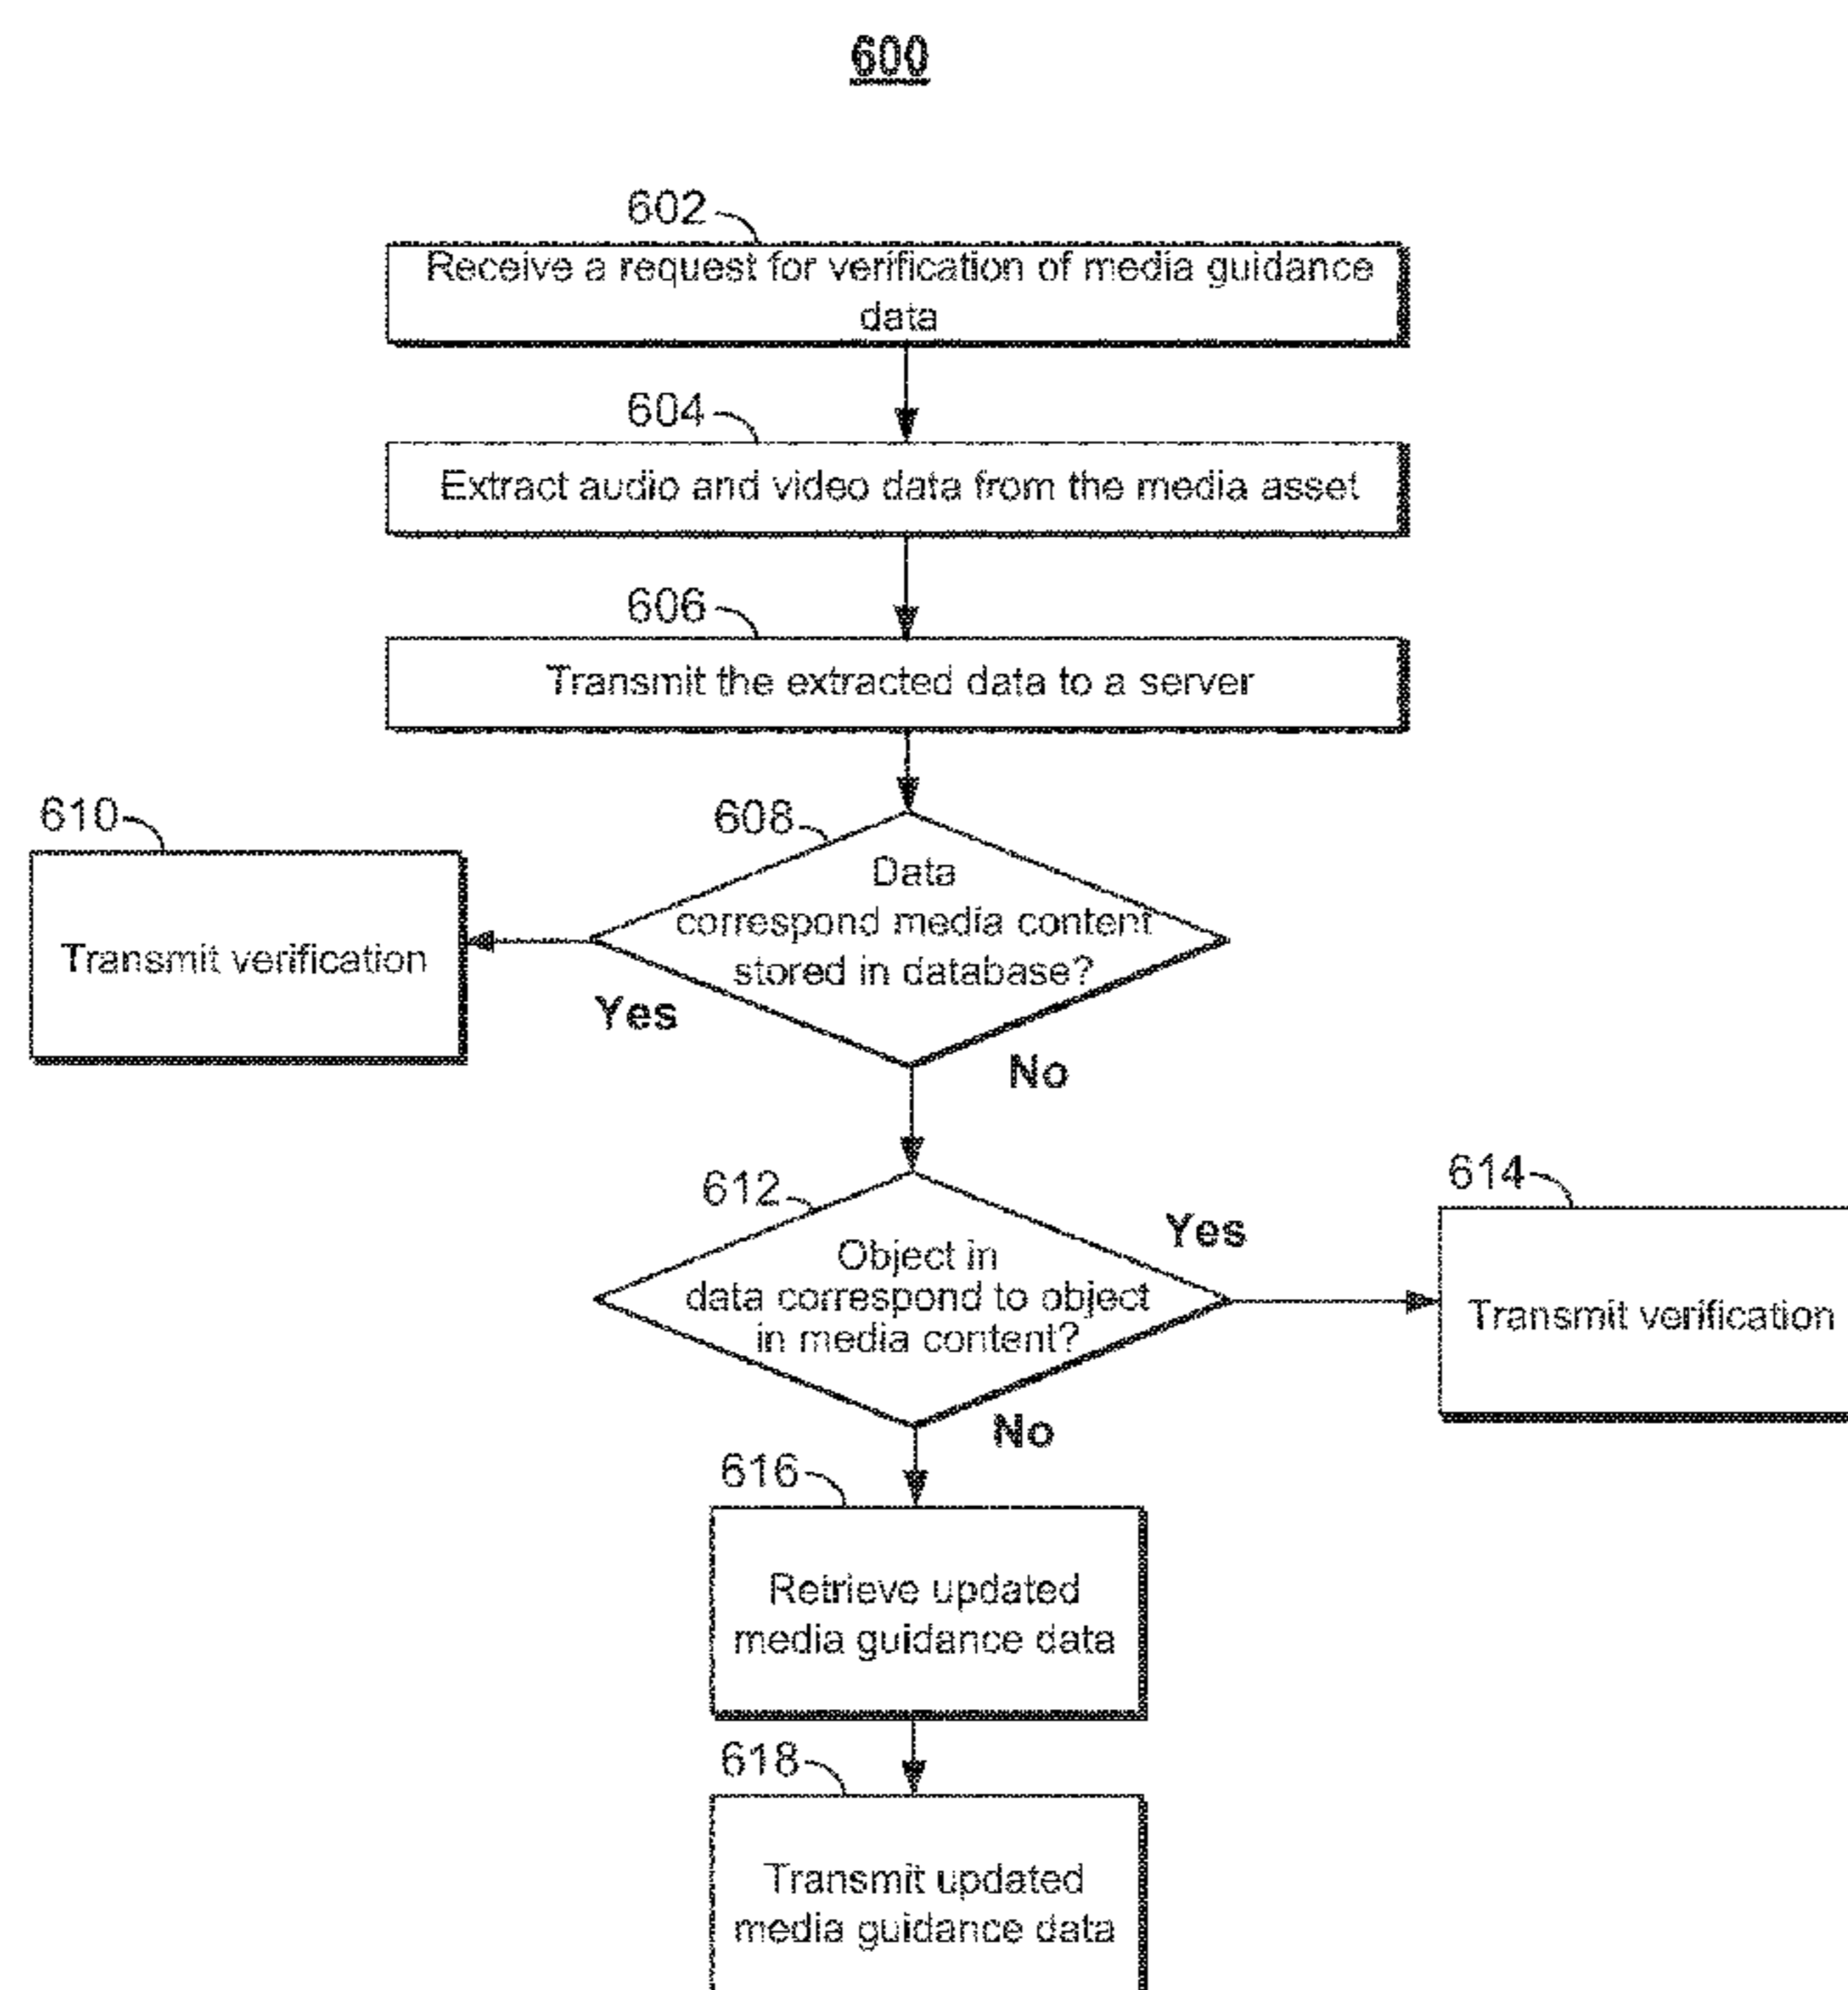 600
602
Receive a request for verification of media guidance
data
604
Extract audio and video data from the media asset
606
Transmit the extracted data to a server
608
Data
correspond media content
stored in database?
610
Transmit verification
Yes
No
612
Object in
data correspond to object
in media content?
Yes
614
Transmit verification
No
616
Retrieve updated
media guidance data
618
Transmit updated
media guidance data